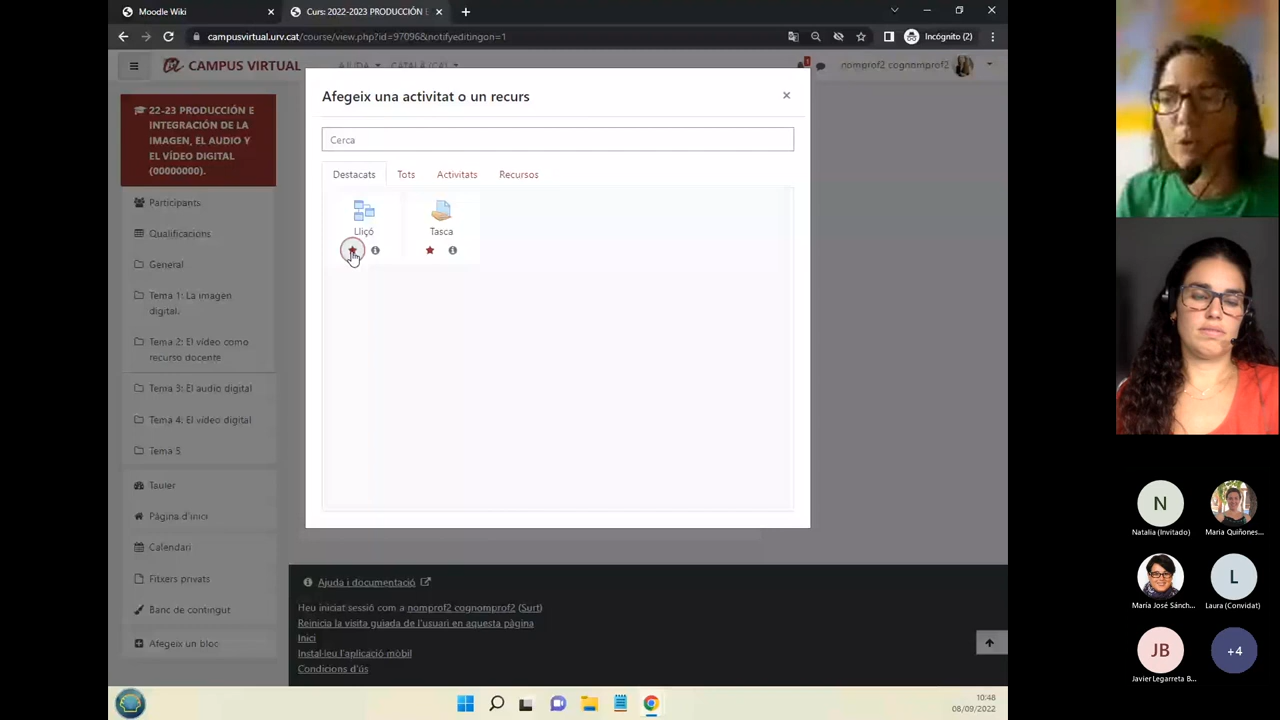 Moodle Wiki
Curs: 2022-2023 PRODUCCIÓN E
campusvirtual.urv.cat/course/view.php?id=97096&notifyeditingon=1
Incógnito (2)
CAMPUS VIRTUAL
AJUDA
CATALÀ (CA)
nomprof2 cognomprof2
22-23 PRODUCCIÓN E
INTEGRACIÓN DE LA
IMAGEN, EL AUDIO Y
EL VÍDEO DIGITAL
(00000000).
Participants
Qualificacions
General
Tema 1: La imagen
digital.
Tema 2: El vídeo como
recurso docente
Tema 3: El audio digital
Tema 4: El vídeo digital
Tema 5
Tauler
Pàgina d'inici
Calendari
Fitxers privats
Banc de contingut
Afegeix un bloc
Afegeix una activitat o un recurs
Cerca
Destacats
Tots
Activitats
Recursos
Lliçó
Tasca
Ajuda i documentació
Heu iniciat sessió com a nomprof2 cognomprof2 (Surt)
Reinicia la visita guiada de l'usuari en aquesta pàgina
Inici
Instal·leu l'aplicació mòbil
Condicions d'ús
10:48
08/09/2022
N
Natalia (Invitado)
Maria Quiñones...
María José Sánch...
L
Laura (Convidat)
JB
Javier Legarreta B...
+4